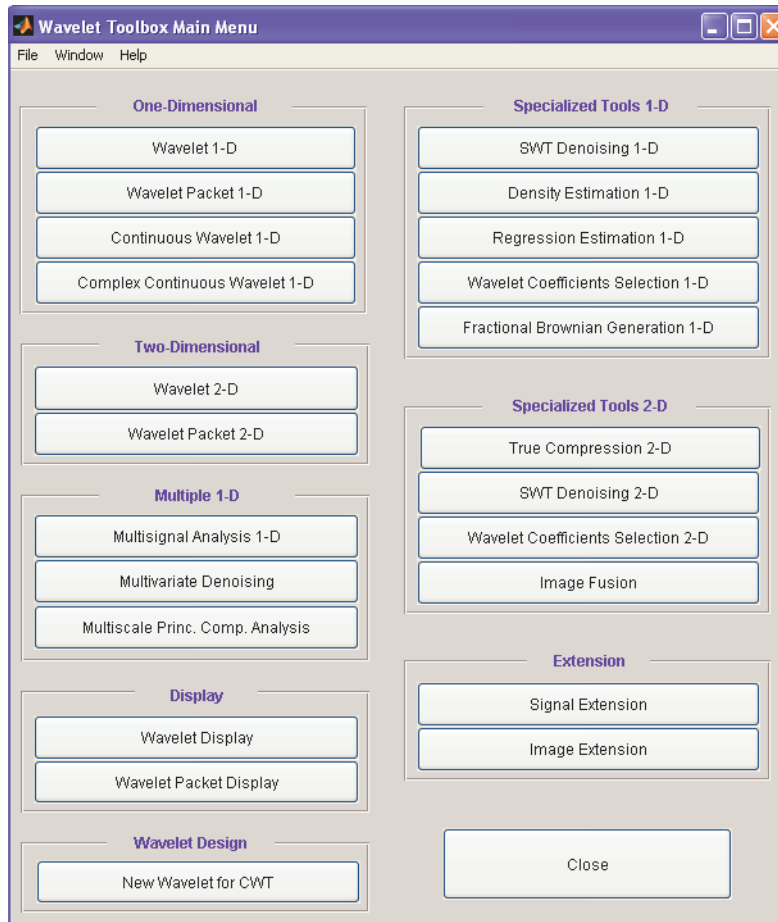 Wavelet Toolbox Main Menu
File Window Help
One-Dimensional
Wavelet 1-D
Wavelet Packet 1-D
Continuous Wavelet 1-D
Complex Continuous Wavelet 1-D
Two-Dimensional
Wavelet 2-D
Wavelet Packet 2-D
Multiple 1-D
Multisignal Analysis 1-D
Multivariate Denoising
Multiscale Princ. Comp. Analysis
Display
Wavelet Display
Wavelet Packet Display
Wavelet Design
New Wavelet for CWT
Specialized Tools 1-D
SWT Denoising 1-D
Density Estimation 1-D
Regression Estimation 1-D
Wavelet Coefficients Selection 1-D
Fractional Brownian Generation 1-D
Specialized Tools 2-D
True Compression 2-D
SWT Denoising 2-D
Wavelet Coefficients Selection 2-D
Image Fusion
Extension
Signal Extension
Image Extension
Close